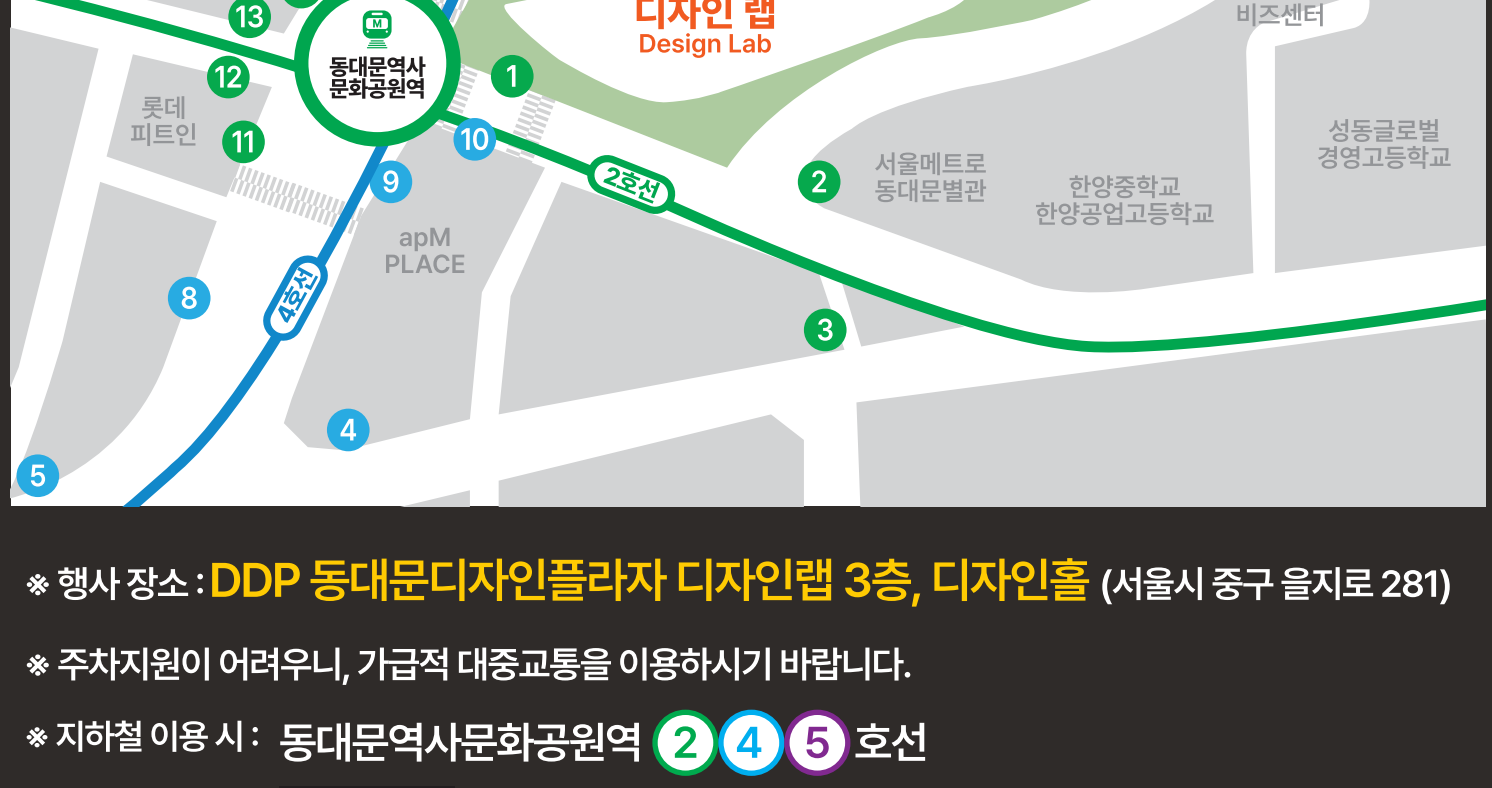 디자인 랩
Design Lab
비즈센터
13
M
동대문역사
문화공원역
12
1
롯데
피트인
11
10
9
2호선
2
서울메트로
동대문별관
성동글로벌
경영고등학교
한양중학교
한양공업고등학교
apM
PLACE
8
4호선
3
4
5
※ 행사 장소 : DDP 동대문디자인플라자 디자인랩 3층, 디자인홀 (서울시 중구 을지로 281)
※ 주차지원이 어려우니, 가급적 대중교통을 이용하시기 바랍니다.
※ 지하철 이용 시 : 동대문역사문화공원역 2 4 5 호선